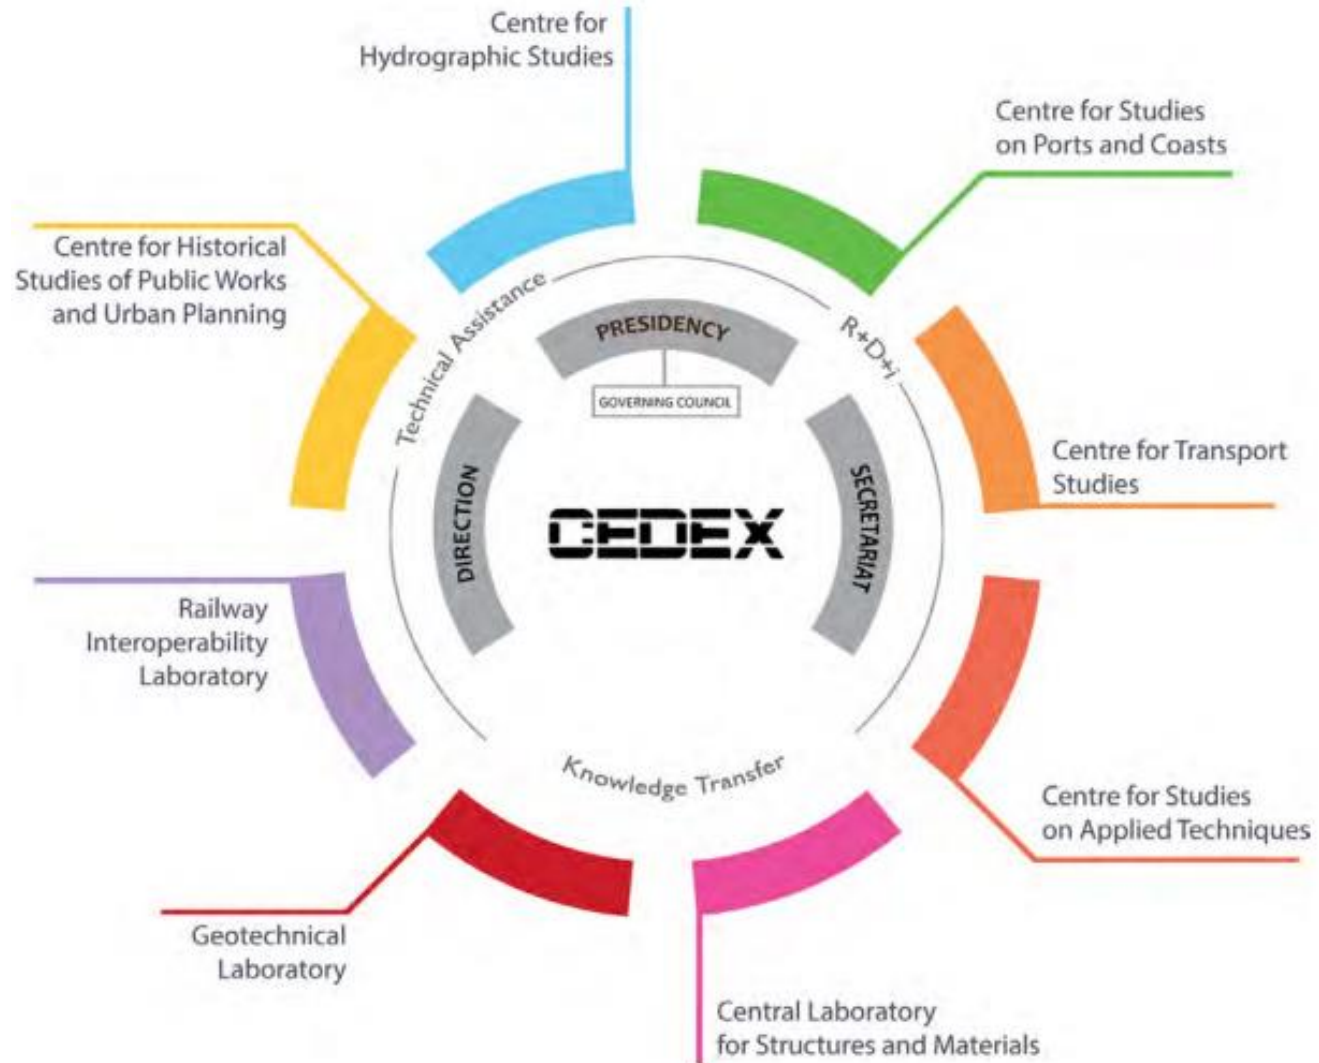 Centre for
Hydrographic Studies
Centre for Studies
on Ports and Coasts
Centre for Historical
Studies of Public Works
and Urban Planning
Technical Assistance
R+D+i
PRESIDENCY
GOVERNING COUNCIL
DIRECTION
SECRETARIAT
CEDEX
Centre for Transport
Studies
Railway
Interoperability
Laboratory
Knowledge Transfer
Centre for Studies
on Applied Techniques
Geotechnical
Laboratory
Central Laboratory
for Structures and Materials